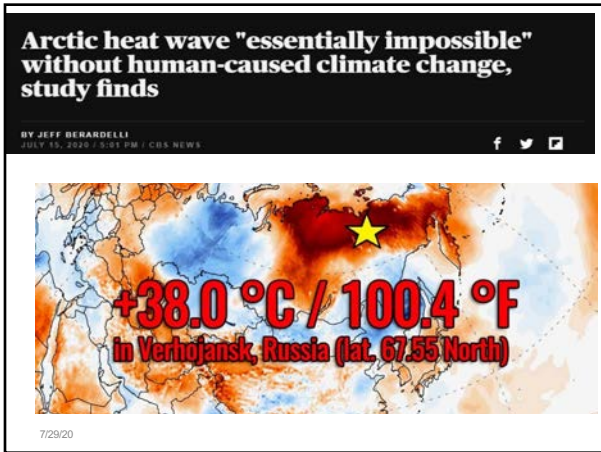 Arctic heat wave "essentially impossible"
without human-caused climate change,
study finds
BY JEFF BERARDELLI
JULY 15, 2020 / 5:01 PM / CBS NEWS
+38.0 °C / 100.4 °F
in Verhojansk, Russia (lat. 67.55 North)
7/29/20